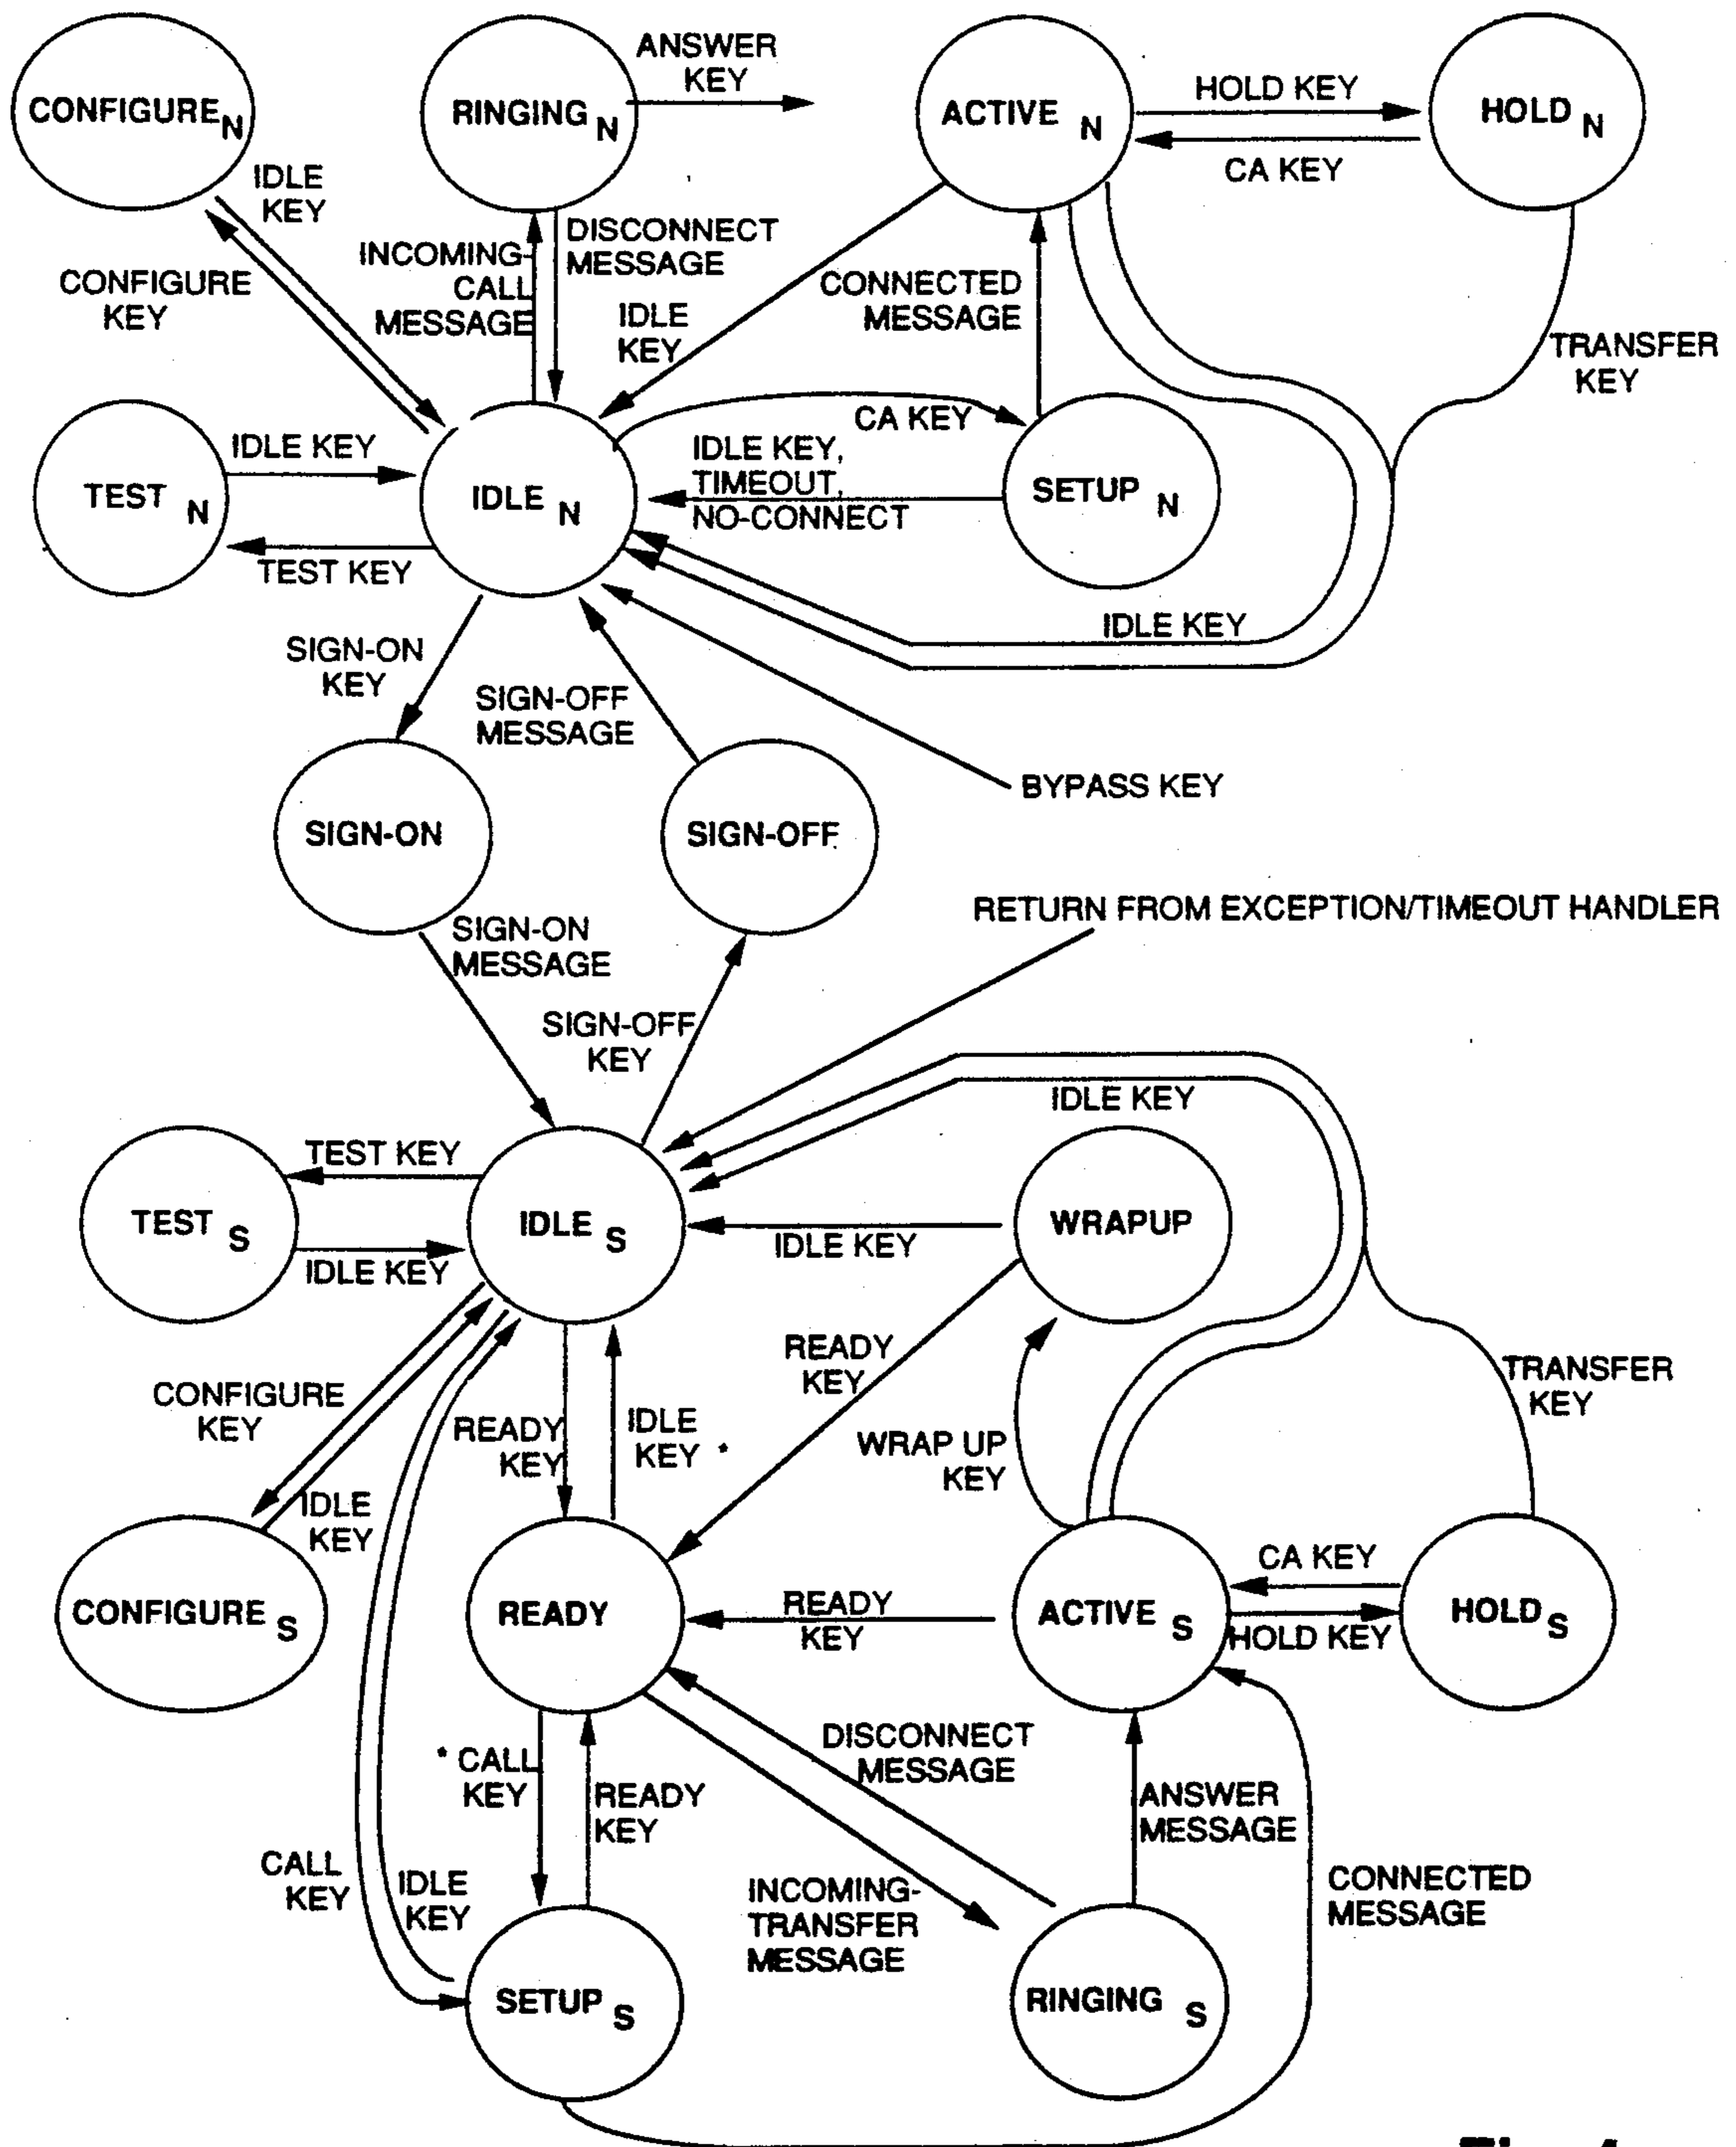 CONFIGURE N
RINGING N
ANSWER
KEY
ACTIVE N
HOLD KEY
CA KEY
HOLD N
IDLE
KEY
CONFIGURE
KEY
INCOMING-
CALL
MESSAGE
DISCONNECT
MESSAGE
IDLE
KEY
CONNECTED
MESSAGE
TRANSFER
KEY
TEST N
IDLE KEY
TEST KEY
IDLE N
CA KEY
IDLE KEY,
TIMEOUT,
NO-CONNECT
SETUP N
IDLE KEY
SIGN-ON
KEY
SIGN-OFF
MESSAGE
BYPASS KEY
SIGN-ON
SIGN-OFF
RETURN FROM EXCEPTION/TIMEOUT HANDLER
SIGN-ON
MESSAGE
SIGN-OFF
KEY
IDLE KEY
TEST S
TEST KEY
IDLE KEY
IDLE S
IDLE KEY
WRAPUP
CONFIGURE
KEY
READY
KEY
IDLE
KEY *
READY
KEY
WRAP UP
KEY
TRANSFER
KEY
IDLE
KEY
CONFIGURE S
READY
READY
KEY
ACTIVE S
CA KEY
HOLD KEY
HOLD S
* CALL
KEY
READY
KEY
DISCONNECT
MESSAGE
ANSWER
MESSAGE
CALL
KEY
IDLE
KEY
INCOMING-
TRANSFER
MESSAGE
CONNECTED
MESSAGE
SETUP S
RINGING S